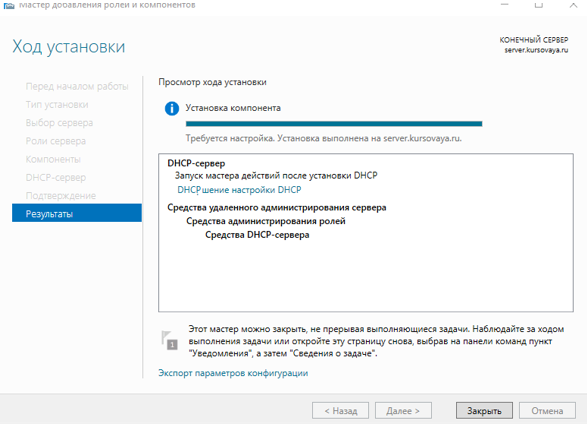 Мастер добавления ролей и компонентов
Ход установки
КОНЕЧНЫЙ СЕРВЕР
server.kursovaya.ru
Перед началом работы
Тип установки
Выбор сервера
Роли сервера
Компоненты
DHCP-сервер
Подтверждение
Результаты
Просмотр хода установки
Установка компонента
Требуется настройка. Установка выполнена на server.kursovaya.ru.
DHCP-сервер
Запуск мастера действий после установки DHCP
DHCPшение настройки DHCP
Средства удаленного администрирования сервера
Средства администрирования ролей
Средства DHCP-сервера
1
Этот мастер можно закрыть, не прерывая выполняющиеся задачи. Наблюдайте за ходом
выполнения задачи или откройте эту страницу снова, выбрав на панели команд пункт
"Уведомления", а затем "Сведения о задаче".
Экспорт параметров конфигурации
< Назад
Далее >
Закрыть
Отмена